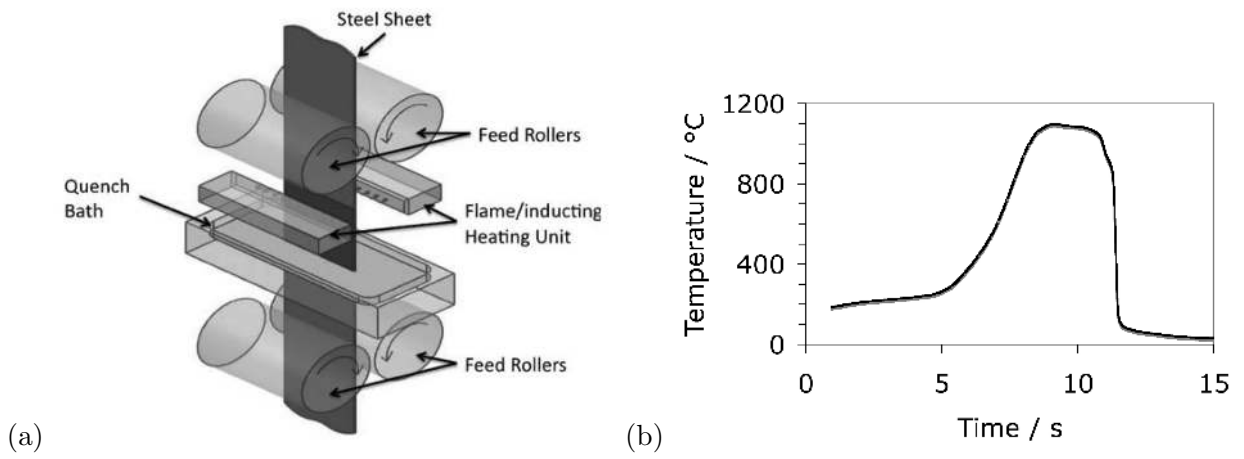 Steel Sheet
Feed Rollers
Quench
Bath
Flame/inducting
Heating Unit
Feed Rollers
(a)
1200
800
400
0
Temperature / °C
0
5
10
15
Time / s
(b)